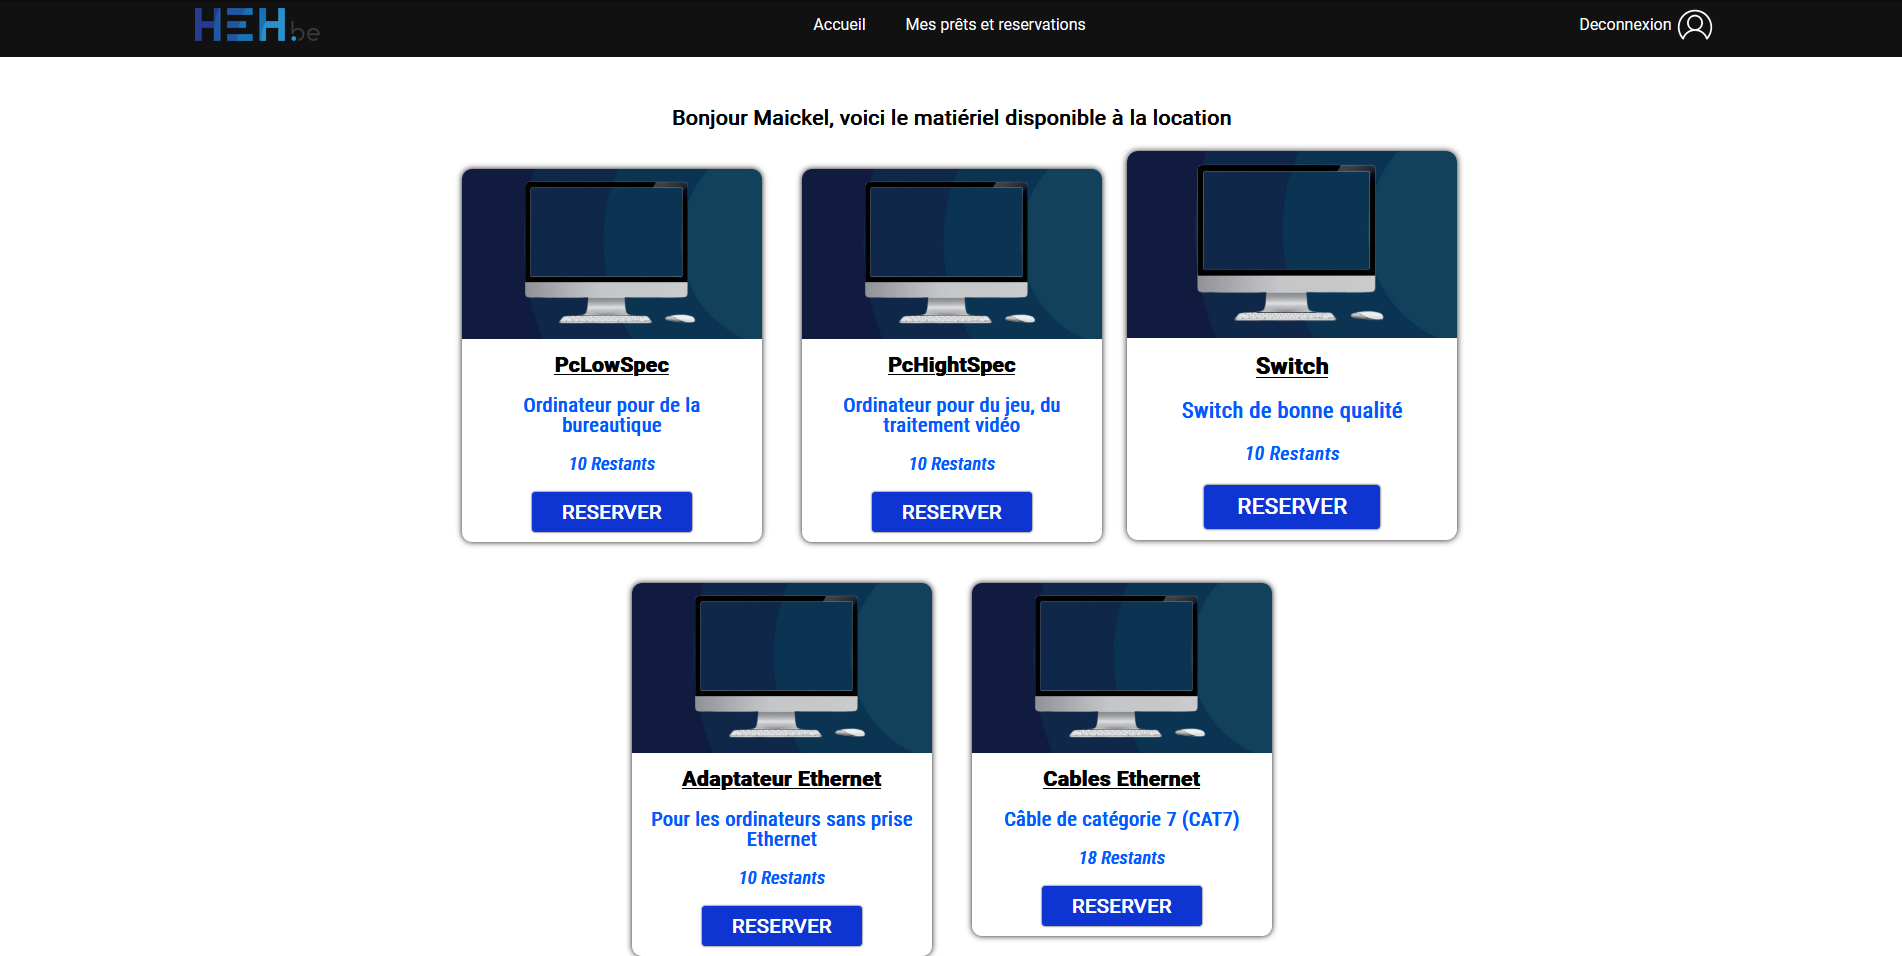 HEH.be
Accueil
Mes prêts et reservations
Deconnexion
Bonjour Maickel, voici le matiériel disponible à la location
PcLowSpec
Ordinateur pour de la
bureautique
10 Restants
RESERVER
PcHightSpec
Ordinateur pour du jeu, du
traitement vidéo
10 Restants
RESERVER
Switch
Switch de bonne qualité
10 Restants
RESERVER
Adaptateur Ethernet
Pour les ordinateurs sans prise
Ethernet
10 Restants
RESERVER
Cables Ethernet
Câble de catégorie 7 (CAT7)
18 Restants
RESERVER